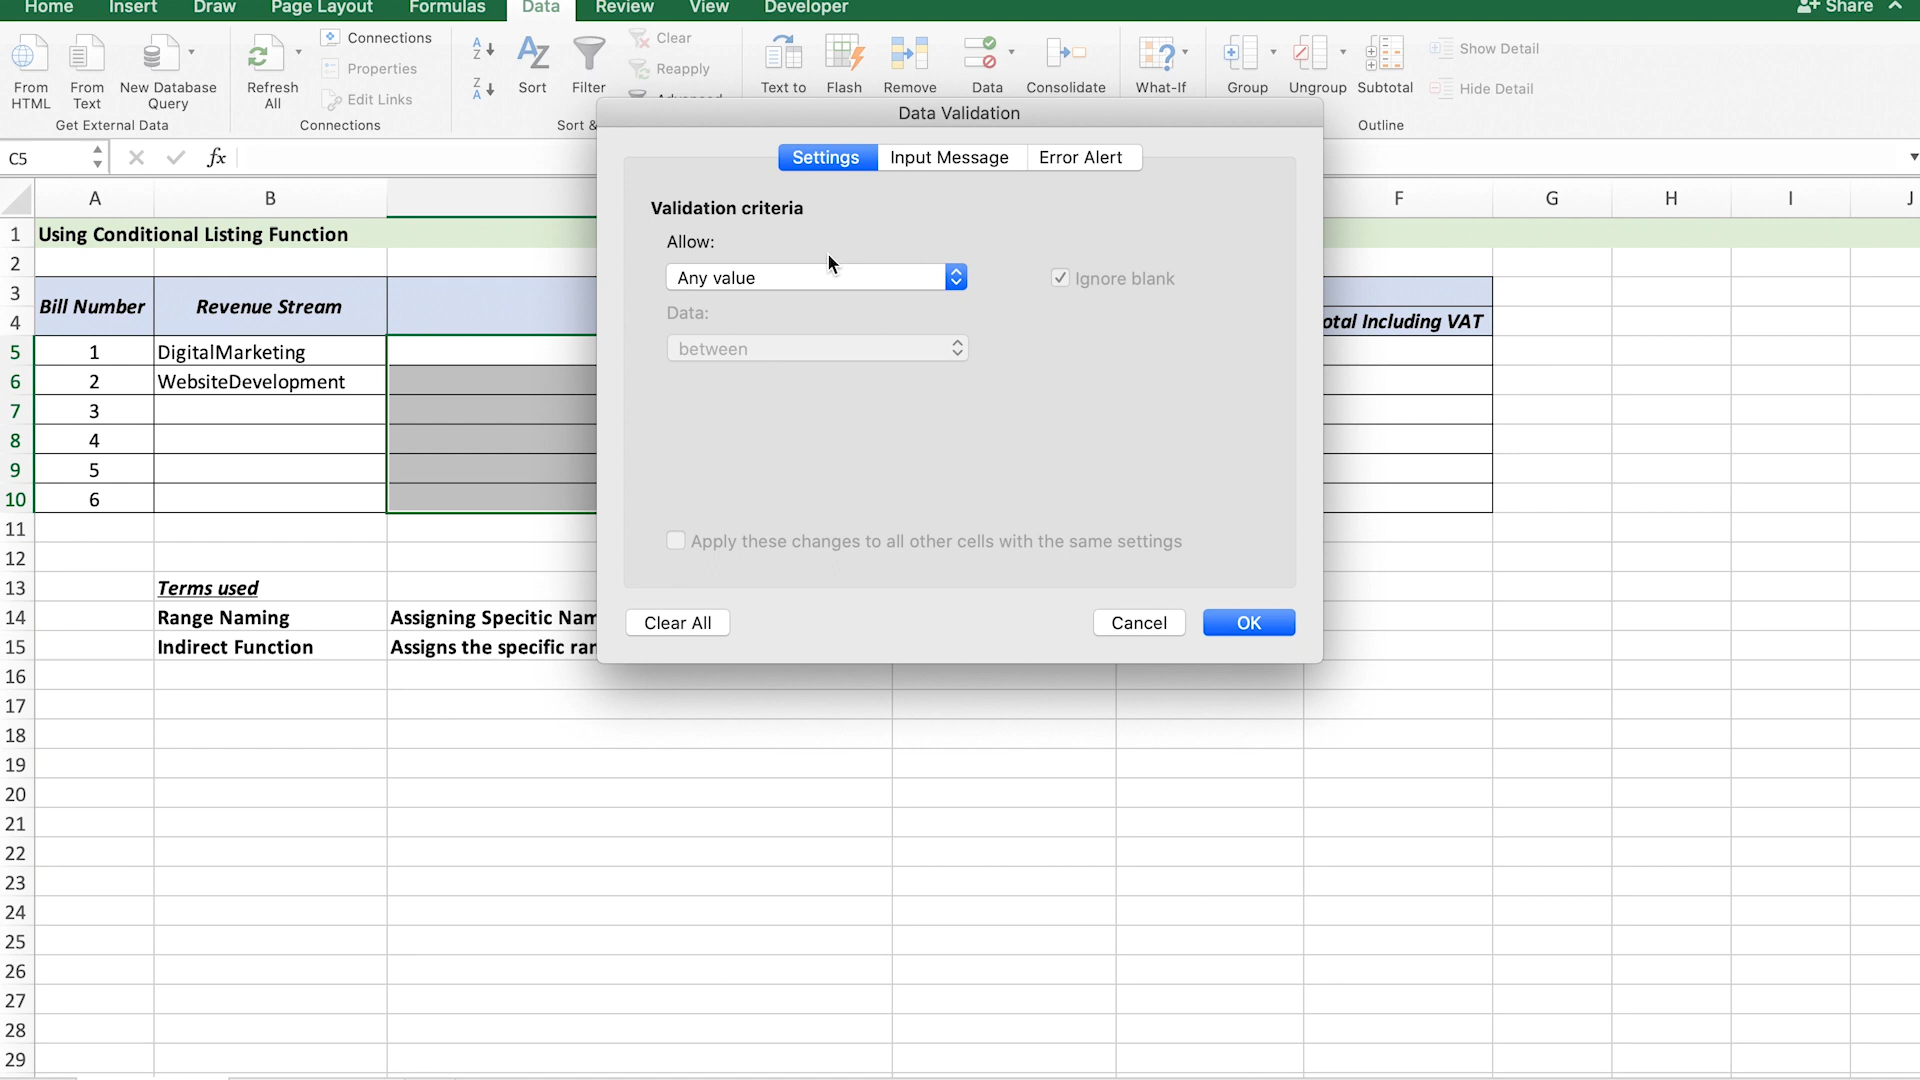 Home Insert Draw Page Layout Formulas Data Review View Developer Share
Connections Clear Show Detail
Properties Reapply
From HTML From Text New Database Query Refresh All Sort Filter Text to Flash Remove Data Consolidate What-If Group Ungroup Subtotal Hide Detail
Edit Links
Get External Data Connections Sort & Outline
Data Validation
C5 fx
Settings Input Message Error Alert
A B F G H I J
Validation criteria
1 Using Conditional Listing Function
Allow:
2
Any value Ignore blank
3
Bill Number Revenue Stream
Data:
4 otal Including VAT
between
5 1 DigitalMarketing
6 2 WebsiteDevelopment
7 3
8 4
9 5
10 6
11
Apply these changes to all other cells with the same settings
12
13 Terms used
14 Range Naming Assigning Specitic Nam
Clear All Cancel OK
15 Indirect Function Assigns the specific ran
16
17
18
19
20
21
22
23
24
25
26
27
28
29